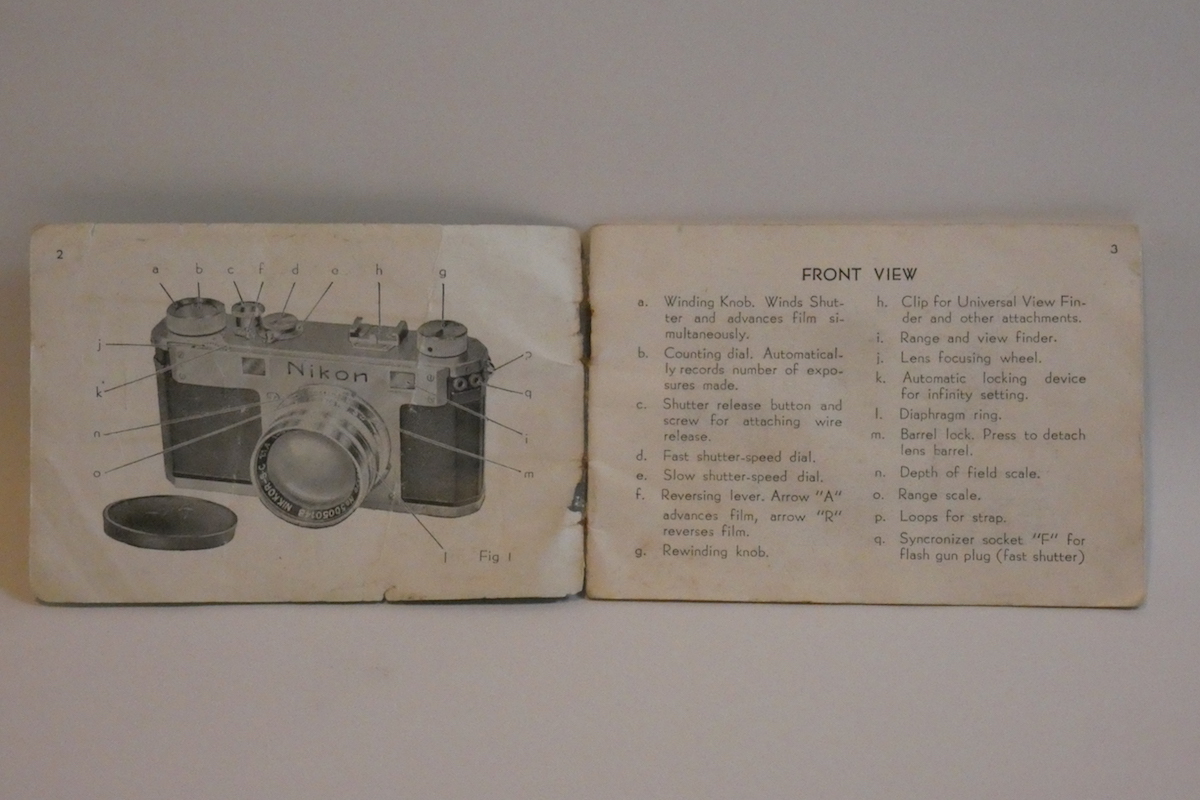 2
a b c f d e h g
j
Nikon
p
k
q
n
i
o
m
l Fig 1
3
FRONT VIEW
a. Winding Knob. Winds Shut-
ter and advances film si-
multaneously.
b. Counting dial. Automatical-
ly records number of expo-
sures made.
c. Shutter release button and
screw for attaching wire
release.
d. Fast shutter-speed dial.
e. Slow shutter-speed dial.
f. Reversing lever. Arrow "A"
advances film, arrow "R"
reverses film.
g. Rewinding knob.
h. Clip for Universal View Fin-
der and other attachments.
i. Range and view finder.
j. Lens focusing wheel.
k. Automatic locking device
for infinity setting.
l. Diaphragm ring.
m. Barrel lock. Press to detach
lens barrel.
n. Depth of field scale.
o. Range scale.
p. Loops for strap.
q. Syncronizer socket "F" for
flash gun plug (fast shutter)